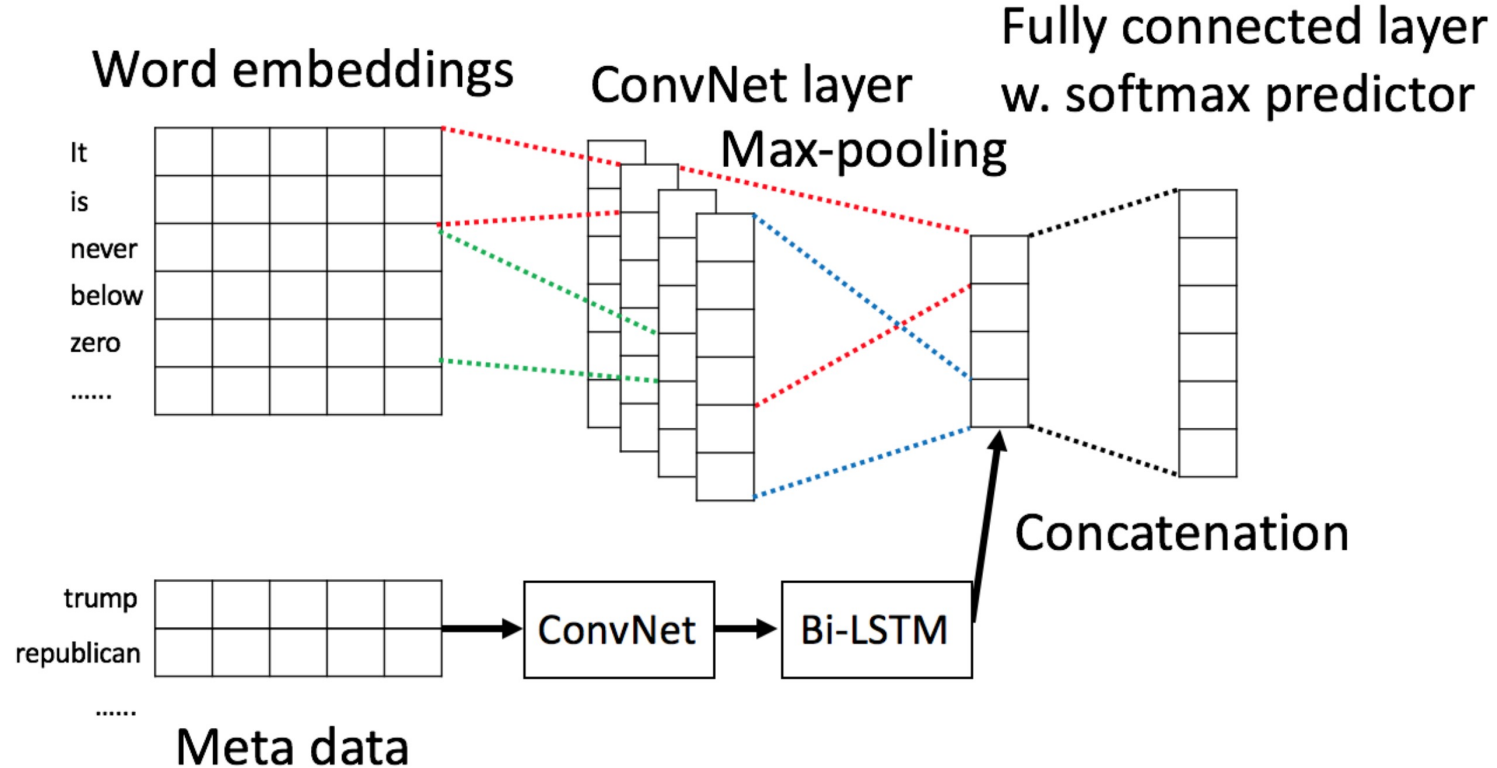 Word embeddings
ConvNet layer
Max-pooling
Fully connected layer
w. softmax predictor
It
is
never
below
zero
......
Concatenation
trump
republican
......
ConvNet
Bi-LSTM
Meta data